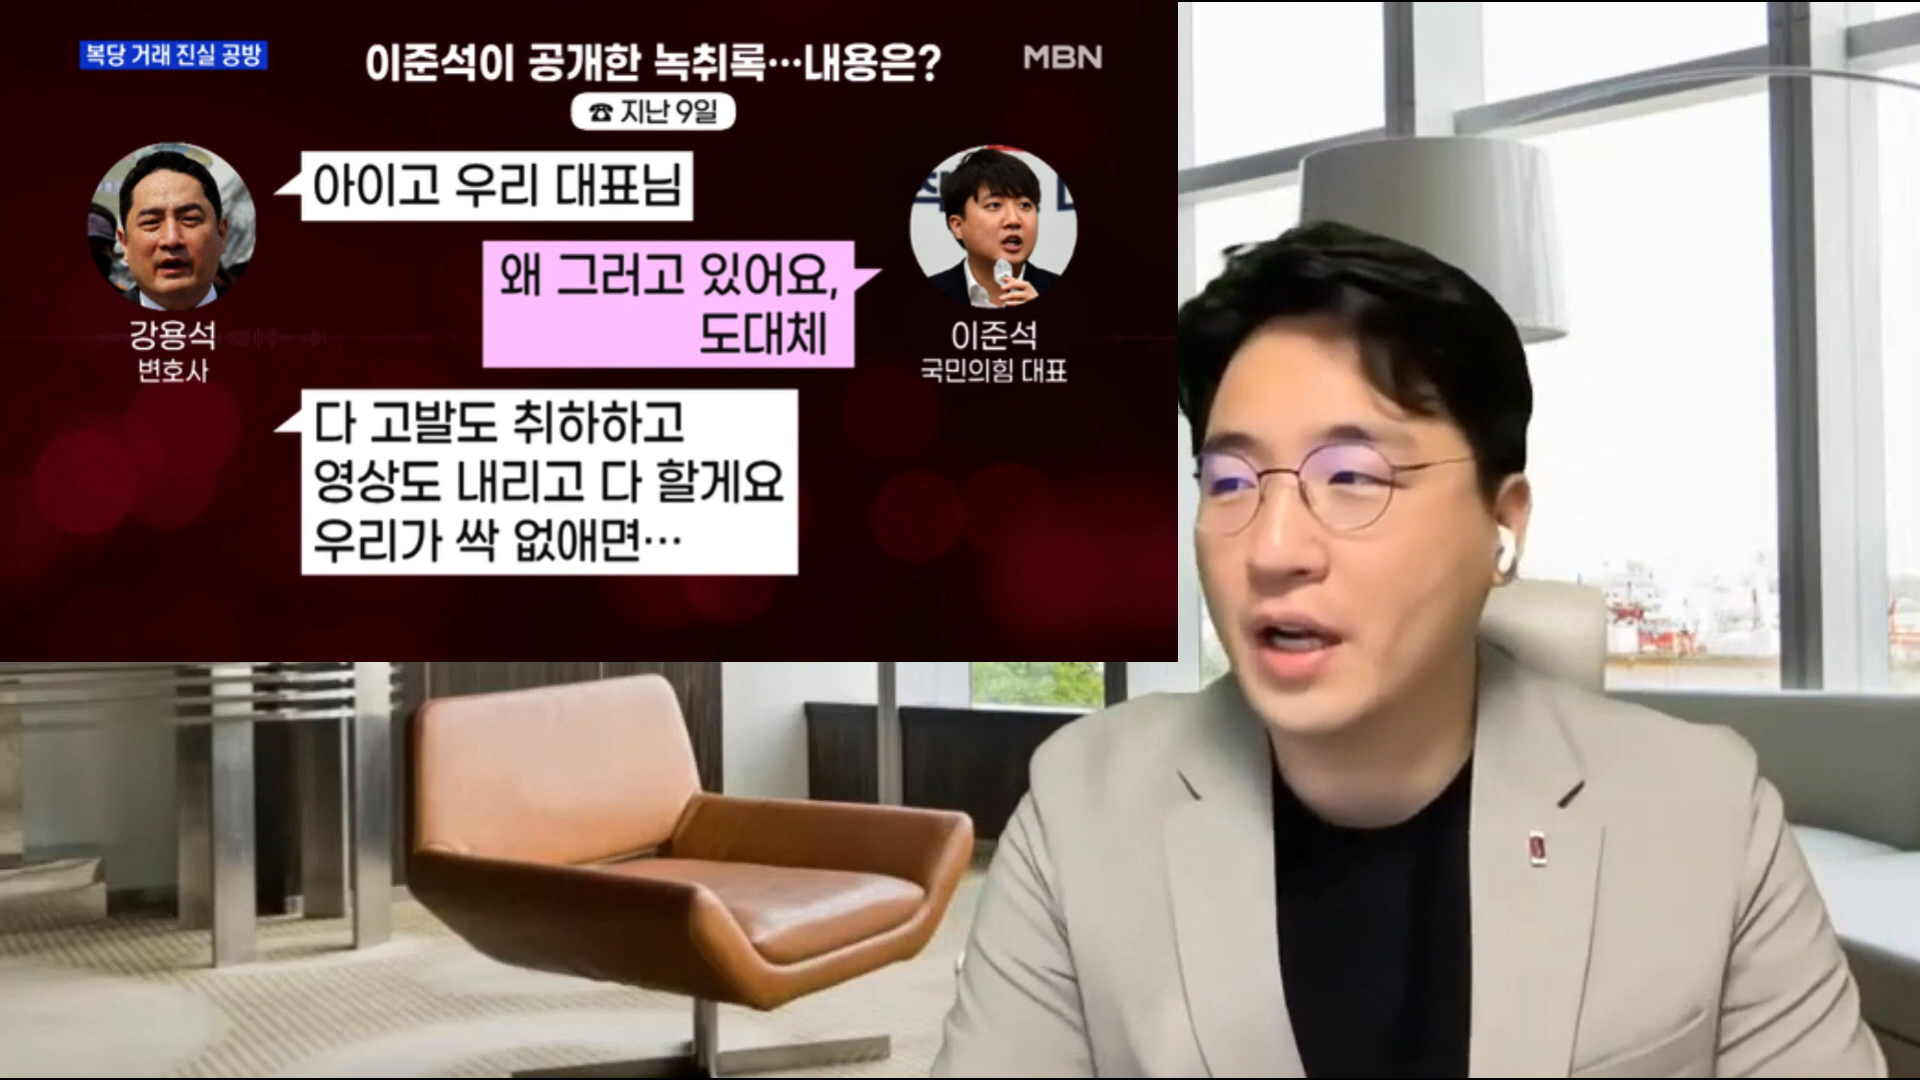 복당 거래 진실 공방
이준석이 공개한 녹취록…내용은?
MBN
☎ 지난 9일
아이고 우리 대표님
왜 그러고 있어요,
도대체
강용석
변호사
이준석
국민의힘 대표
다 고발도 취하하고
영상도 내리고 다 할게요
우리가 싹 없애면…